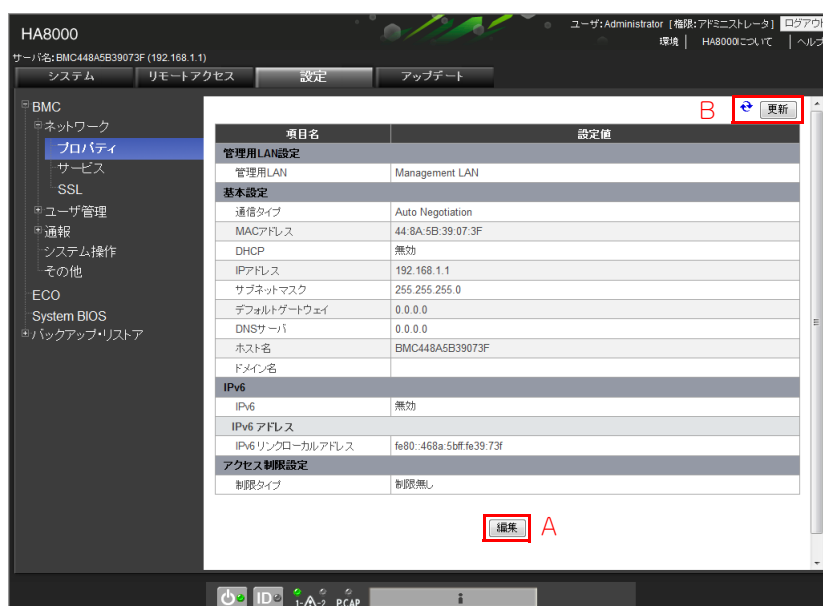 HA8000
ユーザ:Administrator [権限:アドミニストレータ] ログアウト
環境 | HA8000について | ヘルプ
サーバ名: BMC448A5B39073F (192.168.1.1)
システム リモートアクセス 設定 アップデート
BMC
ネットワーク
プロパティ
サービス
SSL
ユーザ管理
通報
システム操作
その他
ECO
System BIOS
バックアップ・リストア
B 更新
項目名 設定値
管理用LAN設定
管理用LAN Management LAN
基本設定
通信タイプ Auto Negotiation
MACアドレス 44:8A:5B:39:07:3F
DHCP 無効
IPアドレス 192.168.1.1
サブネットマスク 255.255.255.0
デフォルトゲートウェイ 0.0.0.0
DNSサーバ 0.0.0.0
ホスト名 BMC448A5B39073F
ドメイン名
IPv6
IPv6 無効
IPv6 アドレス
IPv6リンクローカルアドレス fe80::468a:5bff:fe39:73f
アクセス制限設定
制限タイプ 制限無し
編集 A
ID 1-2 PCAP i